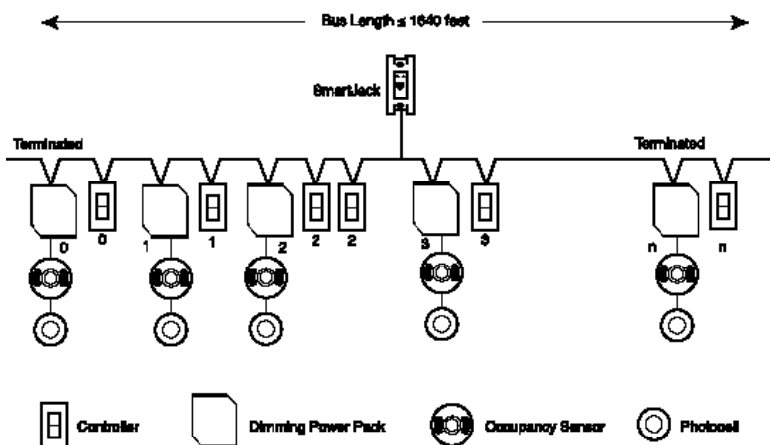 Bus Length ≤ 1640 feet
SmartJack
Terminated
Terminated
0 0 1 1 2 2 2 3 3 n n
Controller
Dimming Power Pack
Occupancy Sensor
Photocell